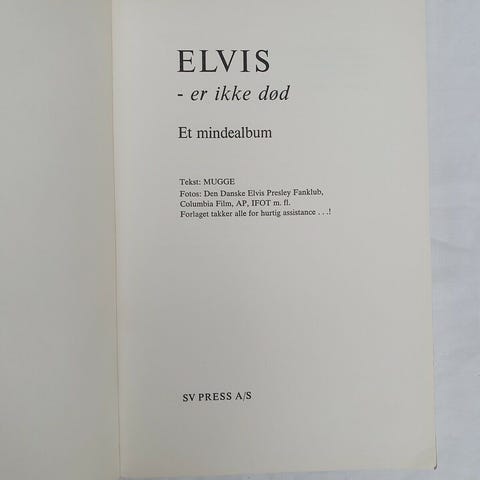 ELVIS
- er ikke død
Et mindealbum
Tekst: MUGGE
Fotos: Den Danske Elvis Presley Fanklub,
Columbia Film, AP, IFOT m. fl.
Forlaget takker alle for hurtig assistance . . .!
SV PRESS A/S